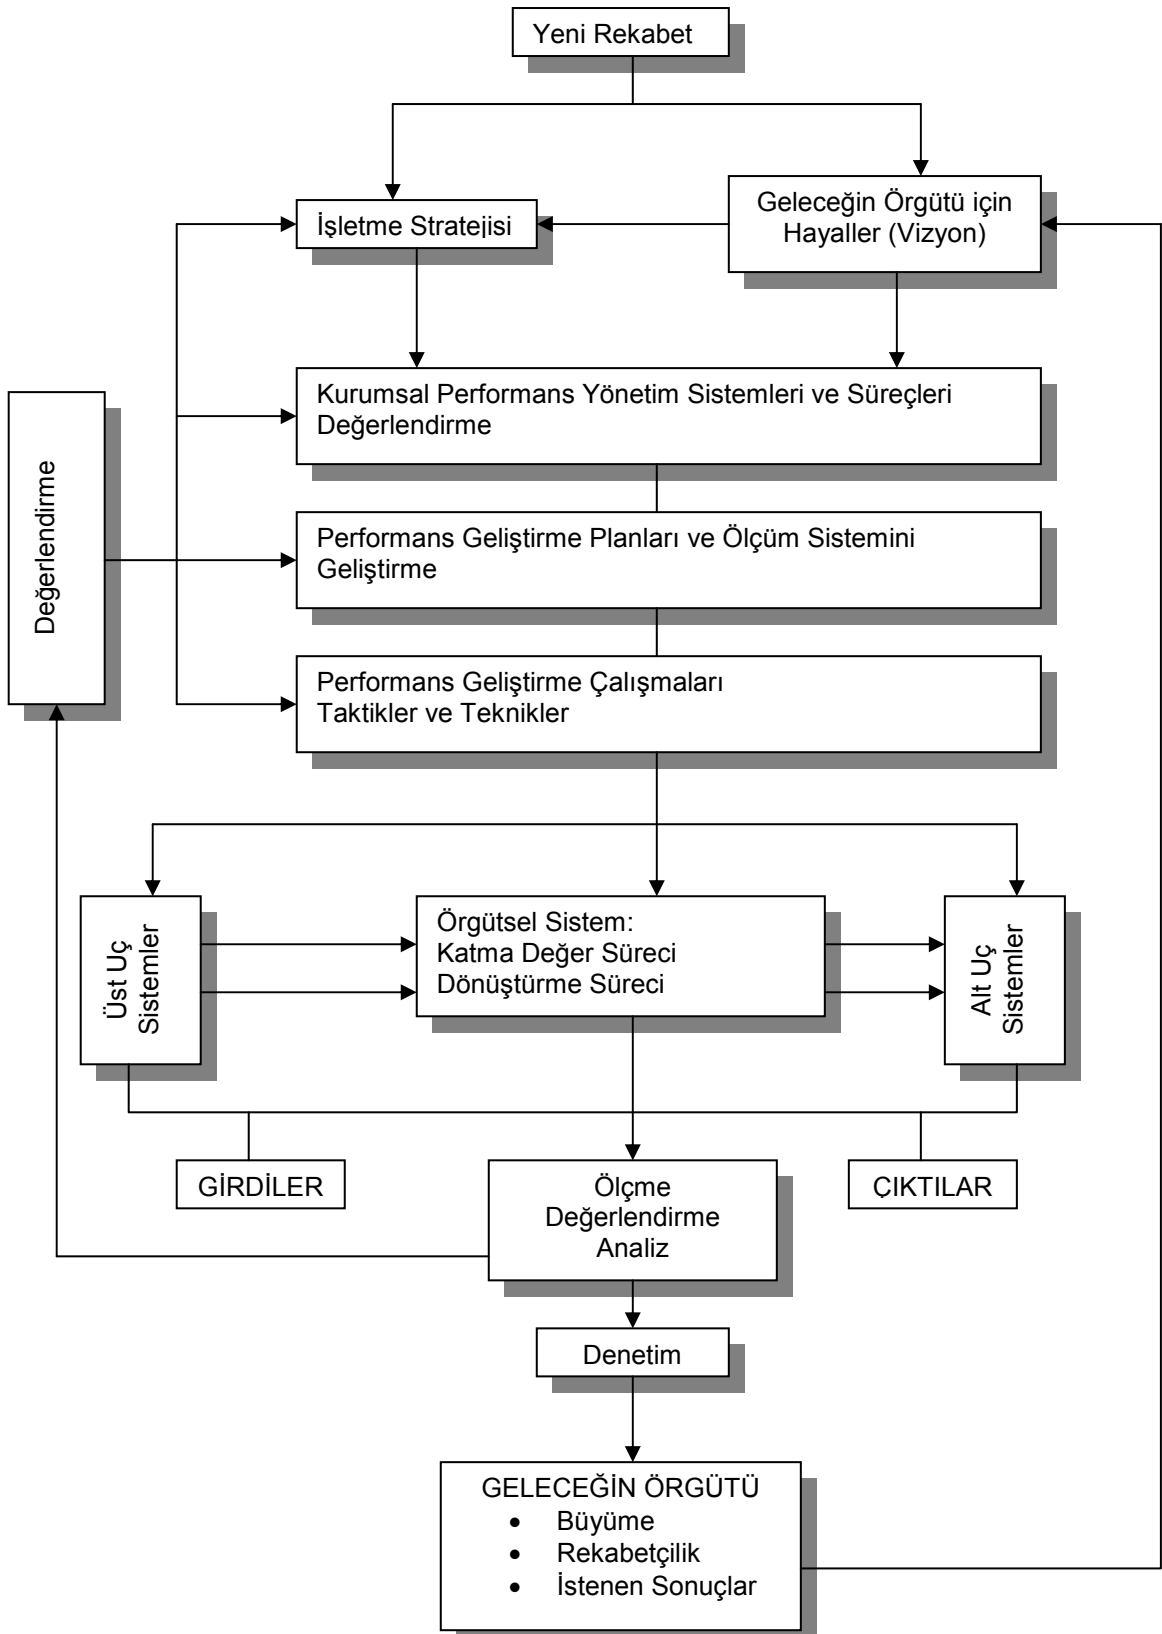 Yeni Rekabet
İşletme Stratejisi
Geleceğin Örgütü için
Hayaller (Vizyon)
Kurumsal Performans Yönetim Sistemleri ve Süreçleri
Değerlendirme
Değerlendirme
Performans Geliştirme Planları ve Ölçüm Sistemini
Geliştirme
Performans Geliştirme Çalışmaları
Taktikler ve Teknikler
Üst Uç
Sistemler
Örgütsel Sistem:
Katma Değer Süreci
Dönüştürme Süreci
Alt Uç
Sistemler
GİRDİLER
Ölçme
Değerlendirme
Analiz
ÇIKTILAR
Denetim
GELECEĞİN ÖRGÜTÜ
• Büyüme
• Rekabetçilik
• İstenen Sonuçlar